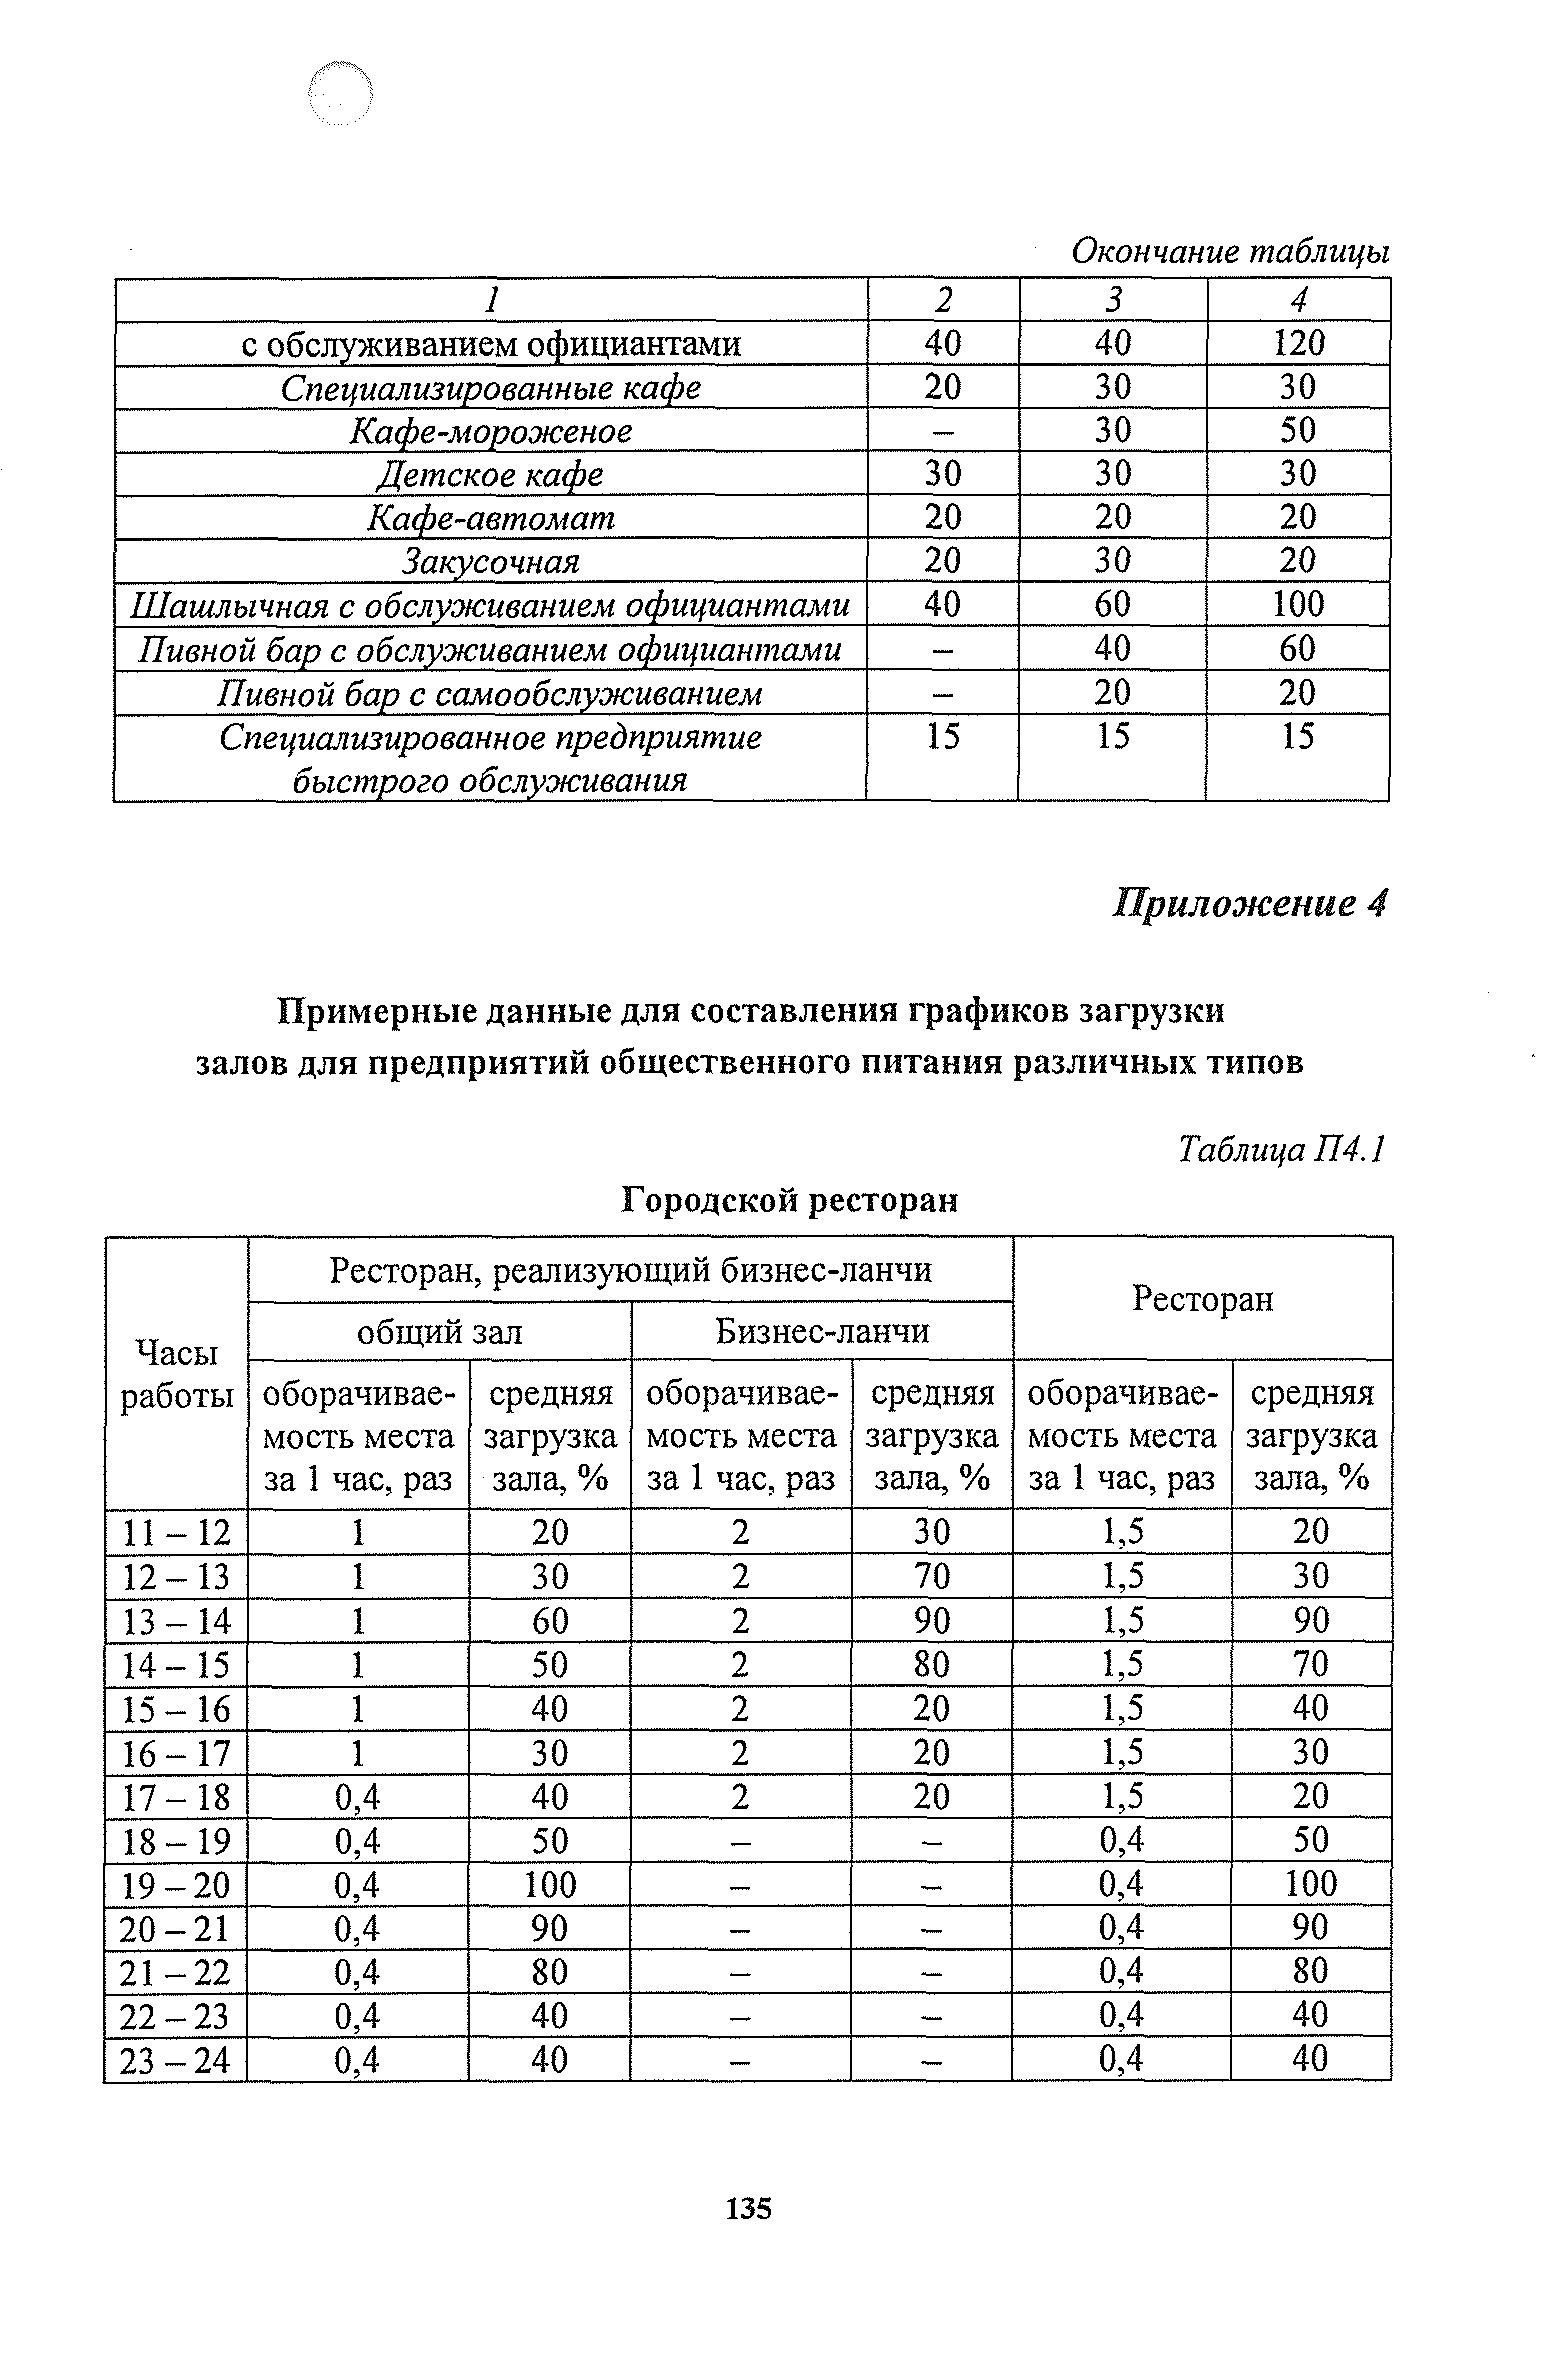 Окончание таблицы
1 2 3 4
с обслуживанием официантами 40 40 120
Специализированные кафе 20 30 30
Кафе-мороженое – 30 50
Детское кафе 30 30 30
Кафе-автомат 20 20 20
Закусочная 20 30 20
Шашлычная с обслуживанием официантами 40 60 100
Пивной бар с обслуживанием официантами – 40 60
Пивной бар с самообслуживанием – 20 20
Специализированное предприятие 15 15 15
быстрого обслуживания
Приложение 4
Примерные данные для составления графиков загрузки
залов для предприятий общественного питания различных типов
Таблица П4.1
Городской ресторан
Часы
работы
Ресторан, реализующий бизнес-ланчи
Ресторан
общий зал Бизнес-ланчи
оборачивае- средняя оборачивае- средняя оборачивае- средняя
мость места загрузка мость места загрузка мость места загрузка
за 1 час, раз зала, % за 1 час, раз зала, % за 1 час, раз зала, %
11 – 12 1 20 2 30 1,5 20
12 – 13 1 30 2 70 1,5 30
13 – 14 1 60 2 90 1,5 90
14 – 15 1 50 2 80 1,5 70
15 – 16 1 40 2 20 1,5 40
16 – 17 1 30 2 20 1,5 30
17 – 18 0,4 40 2 20 1,5 20
18 – 19 0,4 50 – – 0,4 50
19 – 20 0,4 100 – – 0,4 100
20 – 21 0,4 90 – – 0,4 90
21 – 22 0,4 80 – – 0,4 80
22 – 23 0,4 40 – – 0,4 40
23 – 24 0,4 40 – – 0,4 40
135